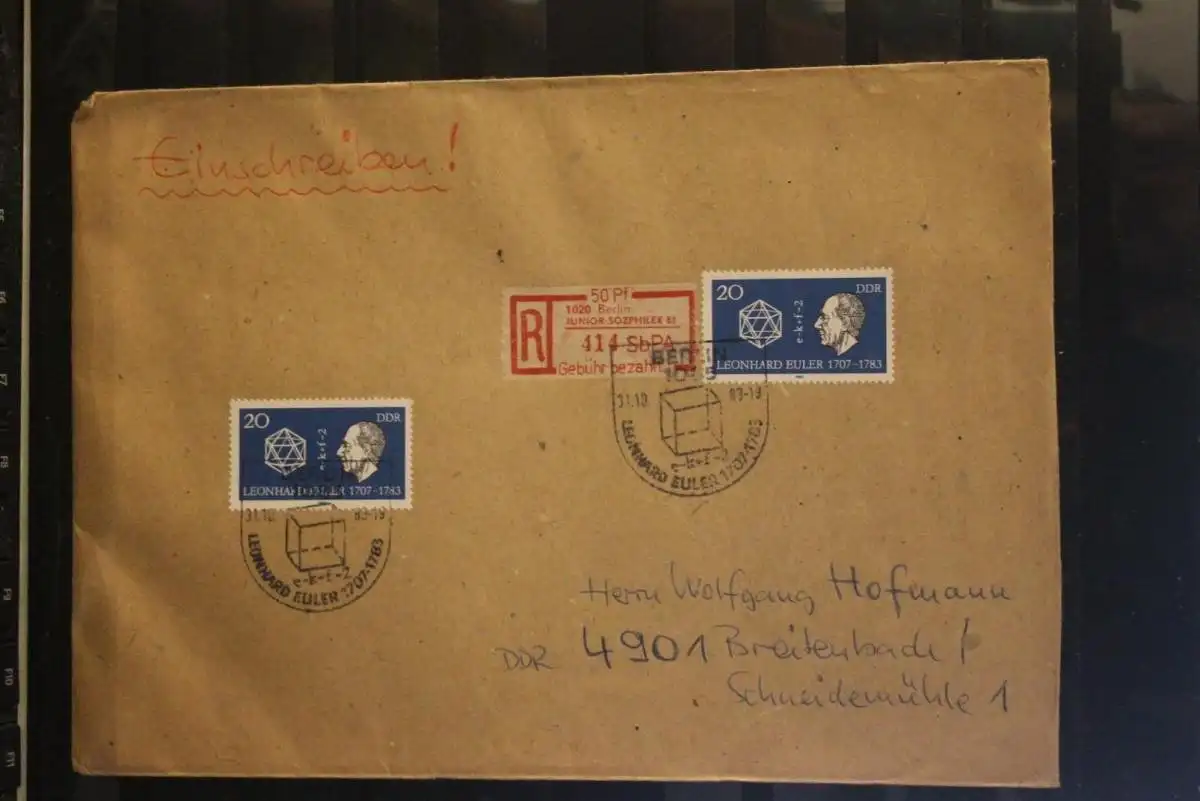 Einschreiben!
50 Pf
1020 Berlin
JUNIOR-SOZPHILEX 83
R
414 SbPA
Gebühr bezahlt
20
DDR
e-k+f=2
LEONHARD EULER 1707-1783
BERLIN
31.10
83-19
e-k+f=2
LEONHARD EULER 1707-1783
20
DDR
e-k+f=2
LEONHARD EULER 1707-1783
31.10
83-19
e-k+f=2
LEONHARD EULER 1707-1783
Herrn Wolfgang Hofmann
DDR 4901 Breitenbach /
Schneidemühle 1